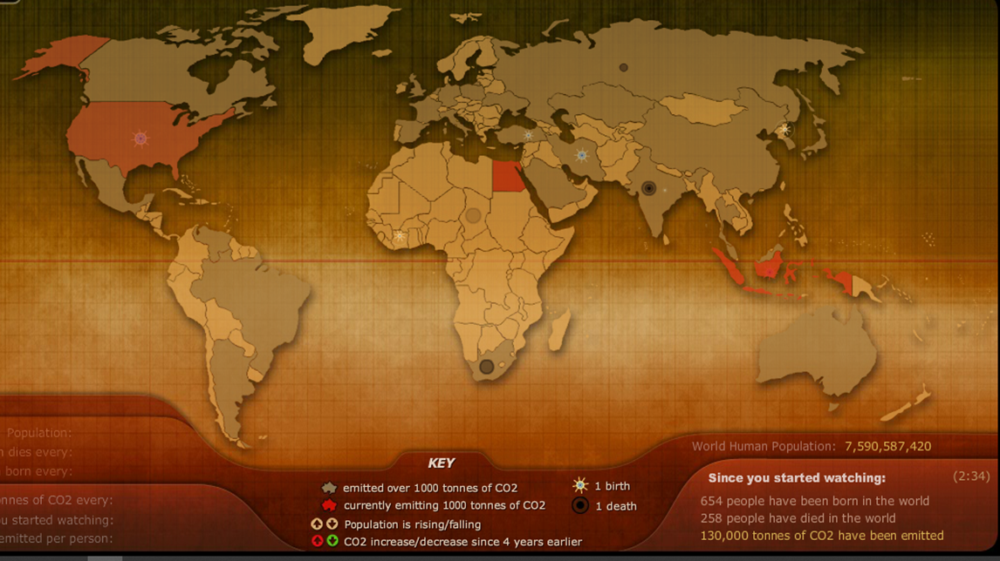 Population:
dies every:
born every:
of CO2 every:
you started watching:
emitted per person:
KEY
emitted over 1000 tonnes of CO2
currently emitting 1000 tonnes of CO2
Population is rising/falling
CO2 increase/decrease since 4 years earlier
1 birth
1 death
World Human Population: 7,590,587,420
Since you started watching: (2:34)
654 people have been born in the world
258 people have died in the world
130,000 tonnes of CO2 have been emitted